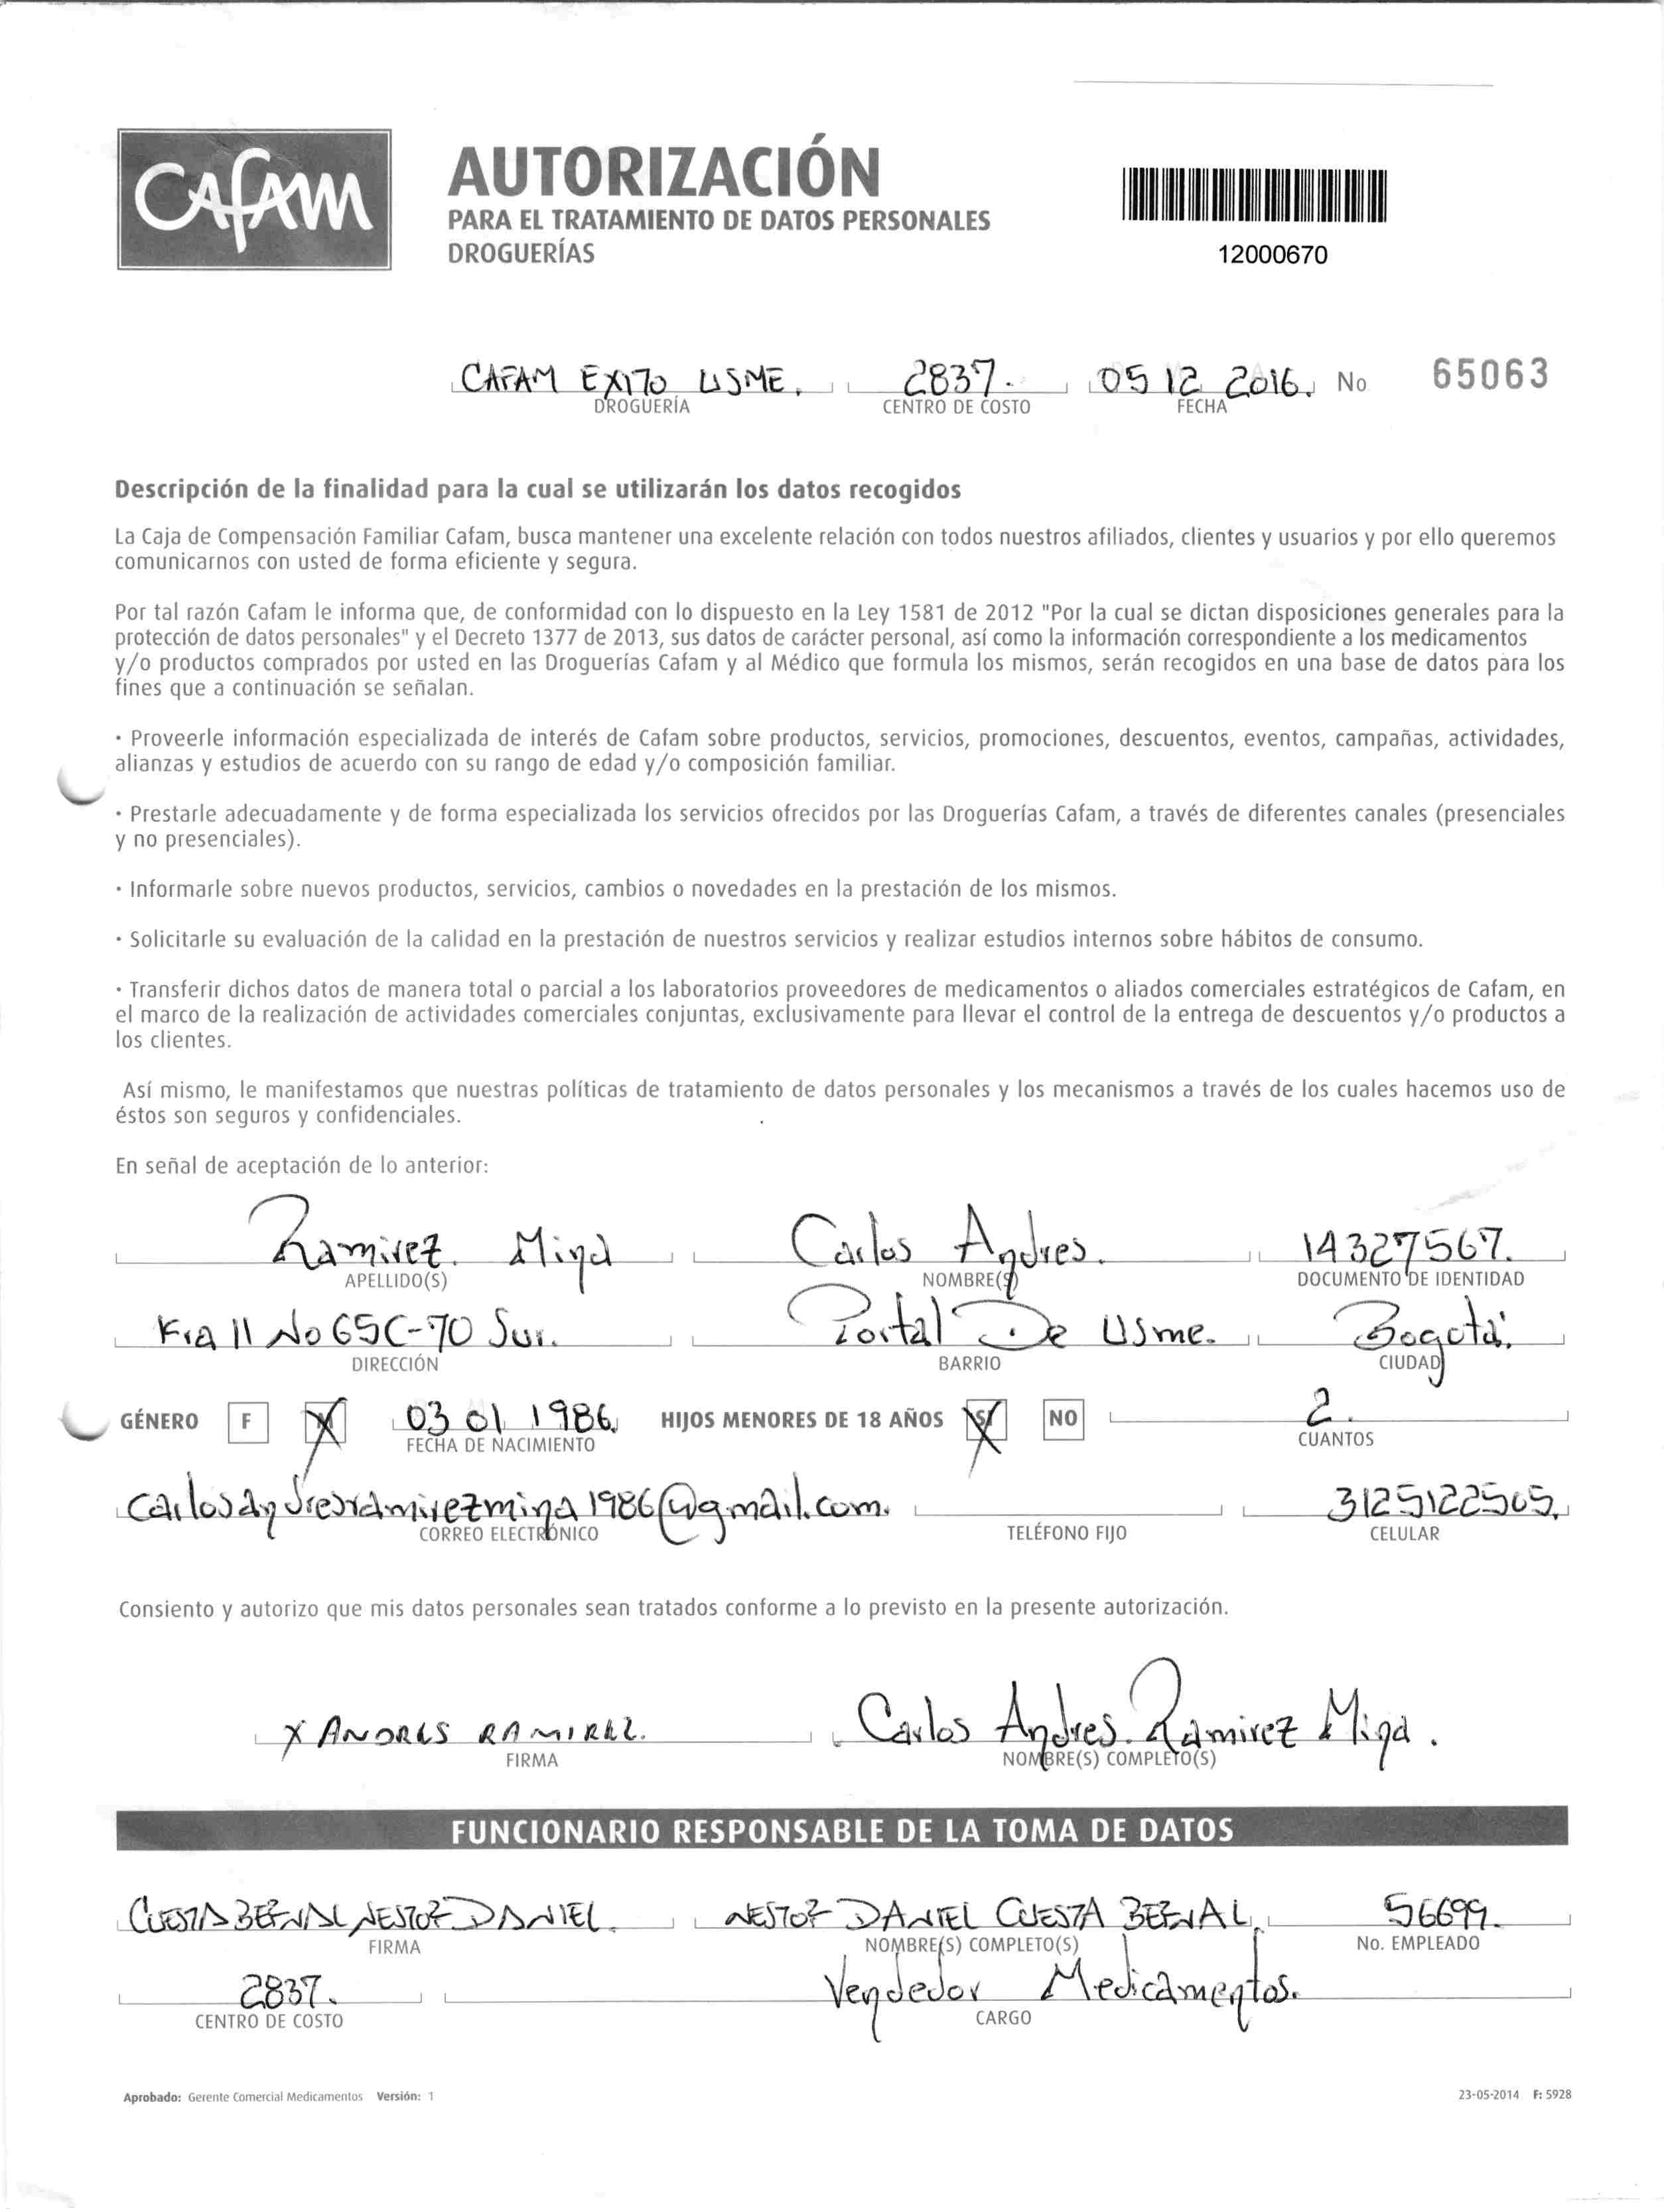 Cafam
AUTORIZACIÓN
PARA EL TRATAMIENTO DE DATOS PERSONALES
DROGUERÍAS
12000670
CAFAM EXITO USME. 2837. 05 12 2016. No 65063
DROGUERÍA CENTRO DE COSTO FECHA
Descripción de la finalidad para la cual se utilizarán los datos recogidos
La Caja de Compensación Familiar Cafam, busca mantener una excelente relación con todos nuestros afiliados, clientes y usuarios y por ello queremos
comunicarnos con usted de forma eficiente y segura.
Por tal razón Cafam le informa que, de conformidad con lo dispuesto en la Ley 1581 de 2012 "Por la cual se dictan disposiciones generales para la
protección de datos personales" y el Decreto 1377 de 2013, sus datos de carácter personal, así como la información correspondiente a los medicamentos
y/o productos comprados por usted en las Droguerías Cafam y al Médico que formula los mismos, serán recogidos en una base de datos para los
fines que a continuación se señalan.
· Proveerle información especializada de interés de Cafam sobre productos, servicios, promociones, descuentos, eventos, campañas, actividades,
alianzas y estudios de acuerdo con su rango de edad y/o composición familiar.
· Prestarle adecuadamente y de forma especializada los servicios ofrecidos por las Droguerías Cafam, a través de diferentes canales (presenciales
y no presenciales).
· Informarle sobre nuevos productos, servicios, cambios o novedades en la prestación de los mismos.
· Solicitarle su evaluación de la calidad en la prestación de nuestros servicios y realizar estudios internos sobre hábitos de consumo.
· Transferir dichos datos de manera total o parcial a los laboratorios proveedores de medicamentos o aliados comerciales estratégicos de Cafam, en
el marco de la realización de actividades comerciales conjuntas, exclusivamente para llevar el control de la entrega de descuentos y/o productos a
los clientes.
Así mismo, le manifestamos que nuestras políticas de tratamiento de datos personales y los mecanismos a través de los cuales hacemos uso de
éstos son seguros y confidenciales.
En señal de aceptación de lo anterior:
Ramirez. Mina Carlos Andres. 14327567.
APELLIDO(S) NOMBRE(S) DOCUMENTO DE IDENTIDAD
Kra 11 No 65C-70 Sur. Portal De Usme. Bogotá.
DIRECCIÓN BARRIO CIUDAD
GÉNERO F M 03 01 1986. HIJOS MENORES DE 18 AÑOS SI NO 2.
FECHA DE NACIMIENTO CUANTOS
carlosandresramirezmina1986@gmail.com. 3125122505.
CORREO ELECTRÓNICO TELÉFONO FIJO CELULAR
Consiento y autorizo que mis datos personales sean tratados conforme a lo previsto en la presente autorización.
X ANDRES RAMIREZ. Carlos Andres Ramirez Mina.
FIRMA NOMBRE(S) COMPLETO(S)
FUNCIONARIO RESPONSABLE DE LA TOMA DE DATOS
CUESTA BERNAL NESTOR DANIEL. NESTOR DANIEL CUESTA BERNAL. 56699.
FIRMA NOMBRE(S) COMPLETO(S) No. EMPLEADO
2837. Vendedor Medicamentos.
CENTRO DE COSTO CARGO
Aprobado: Gerente Comercial Medicamentos Versión: 1 23-05-2014 F: 5928